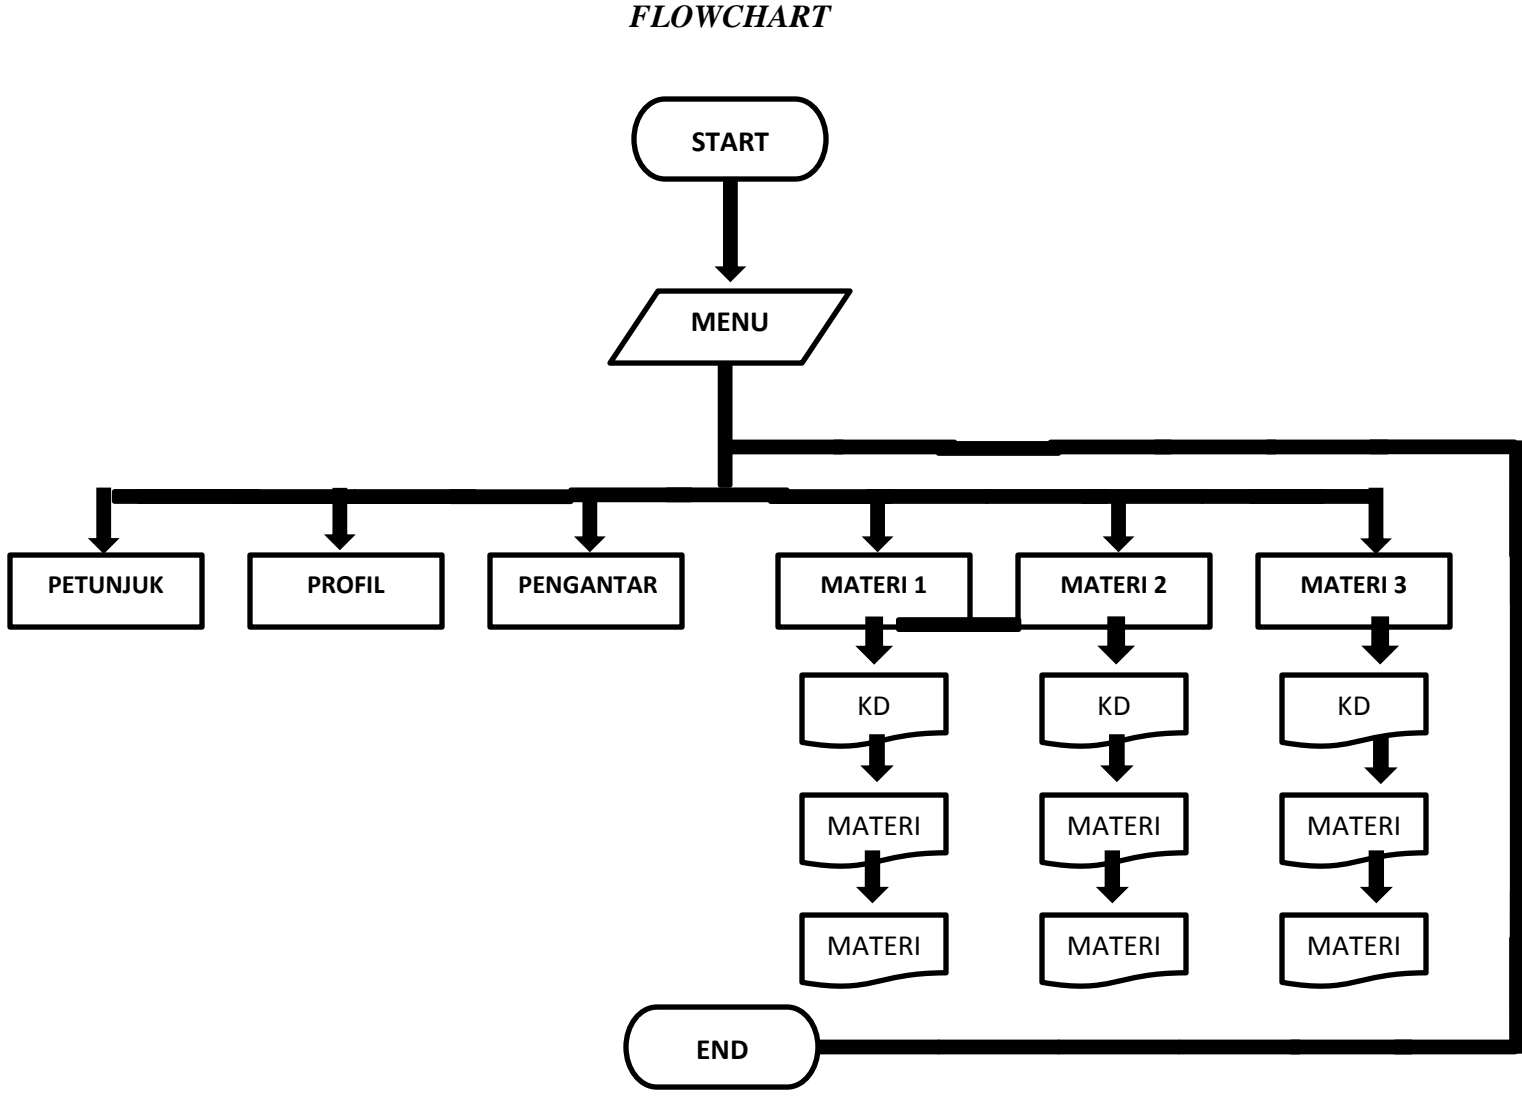 FLOWCHART
START
MENU
PETUNJUK
PROFIL
PENGANTAR
MATERI 1
MATERI 2
MATERI 3
KD
KD
KD
MATERI
MATERI
MATERI
MATERI
MATERI
MATERI
END